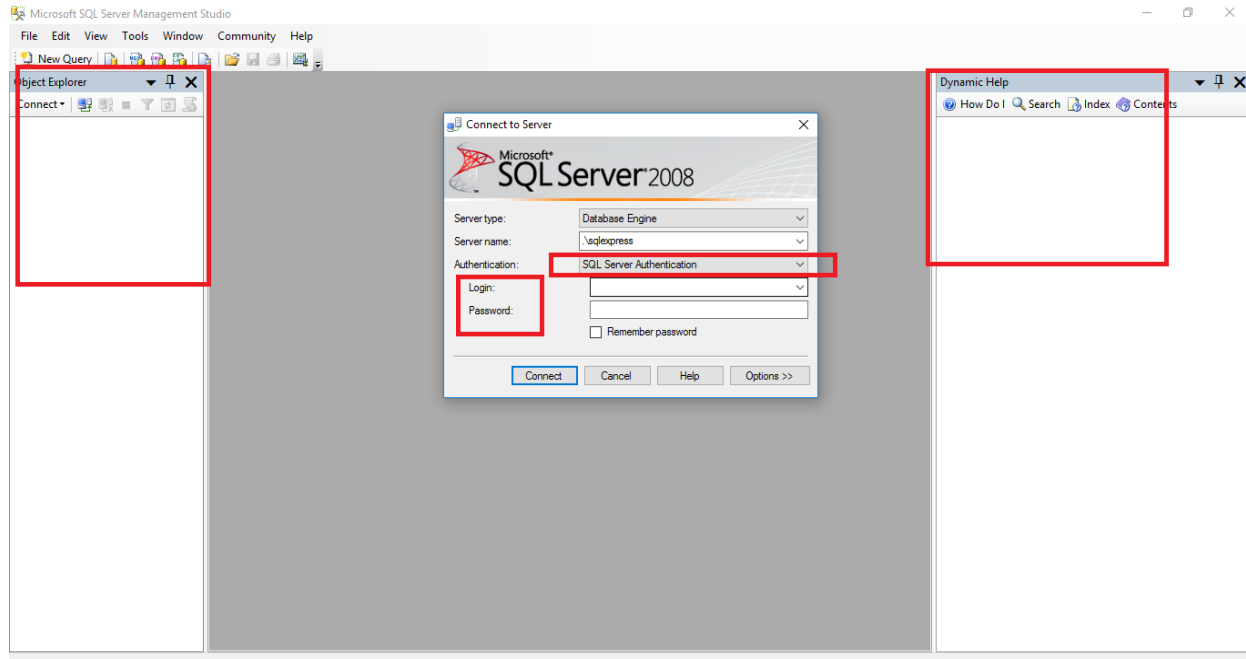 Microsoft SQL Server Management Studio
File Edit View Tools Window Community Help
New Query
Object Explorer
Connect
Dynamic Help
How Do I Search Index Contents
Connect to Server
Microsoft
SQL Server 2008
Server type: Database Engine
Server name: .\sqlexpress
Authentication: SQL Server Authentication
Login:
Password:
Remember password
Connect Cancel Help Options >>